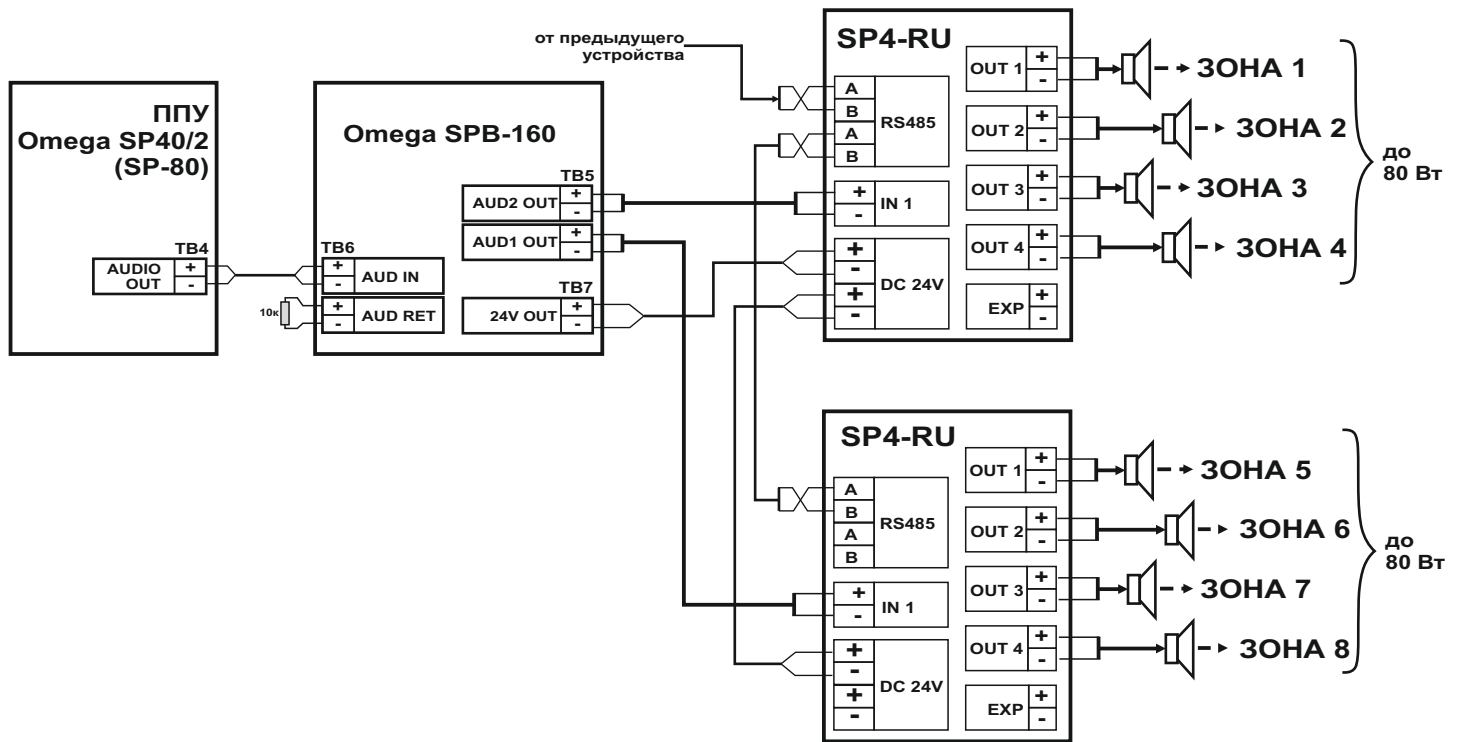 ППУ
Omega SP40/2
(SP-80)
TB4
AUDIO
OUT
+
-
Omega SPB-160
TB5
AUD2 OUT
+
-
AUD1 OUT
+
-
TB6
+
-
AUD IN
10к
+
-
AUD RET
TB7
24V OUT
+
-
от предыдущего
устройства
SP4-RU
A
B
A
B
RS485
+
-
IN 1
+
-
+
-
DC 24V
OUT 1
+
-
OUT 2
+
-
OUT 3
+
-
OUT 4
+
-
EXP
+
-
ЗОНА 1
ЗОНА 2
ЗОНА 3
ЗОНА 4
до
80 Вт
SP4-RU
A
B
A
B
RS485
+
-
IN 1
+
-
+
-
DC 24V
OUT 1
+
-
OUT 2
+
-
OUT 3
+
-
OUT 4
+
-
EXP
+
-
ЗОНА 5
ЗОНА 6
ЗОНА 7
ЗОНА 8
до
80 Вт